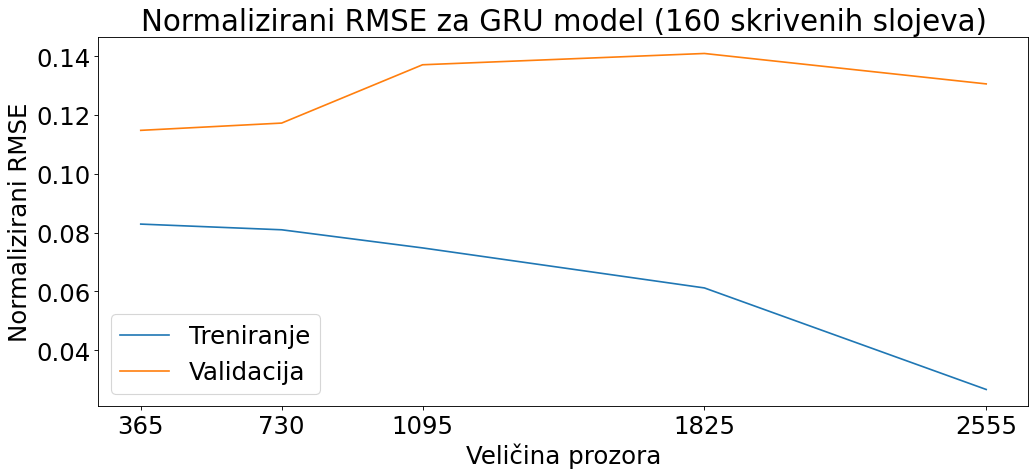 Normalizirani RMSE za GRU model (160 skrivenih slojeva)
Normalizirani RMSE
0.14
0.12
0.10
0.08
0.06
0.04
Treniranje
Validacija
365 730 1095 1825 2555
Veličina prozora